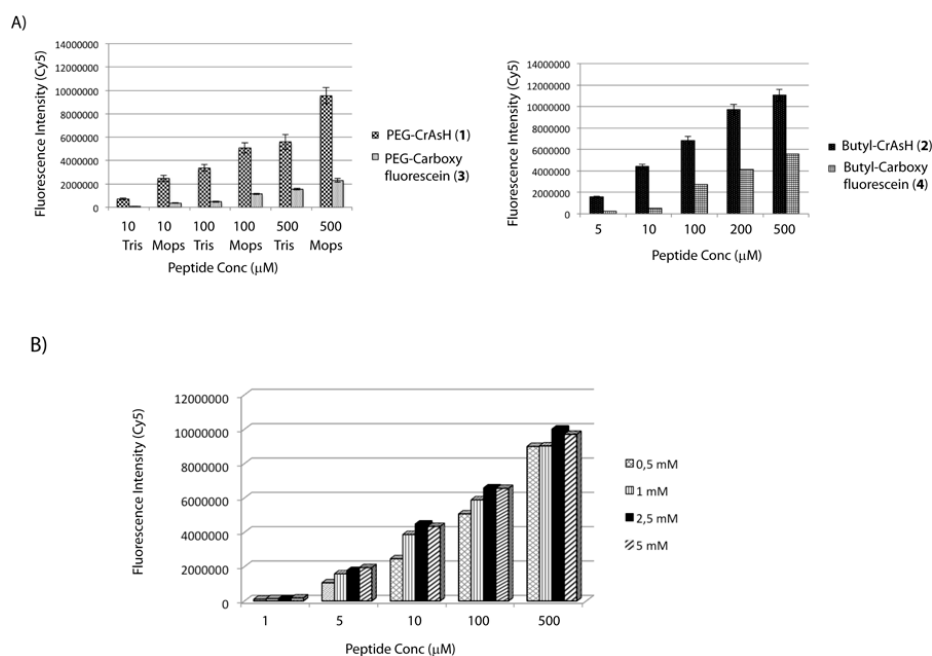 A)
Fluorescence Intensity (Cy5)
14000000
12000000
10000000
8000000
6000000
4000000
2000000
0
10 10 100 100 500 500
Tris Mops Tris Mops Tris Mops
Peptide Conc (μM)
PEG-CrAsH (1)
PEG-Carboxy
fluorescein (3)
Fluorescence Intensity (Cy5)
14000000
12000000
10000000
8000000
6000000
4000000
2000000
0
5 10 100 200 500
Peptide Conc (μM)
Butyl-CrAsH (2)
Butyl-Carboxy
fluorescein (4)
B)
Fluorescence Intensity (Cy5)
12000000
10000000
8000000
6000000
4000000
2000000
0
1 5 10 100 500
Peptide Conc (μM)
0,5 mM
1 mM
2,5 mM
5 mM